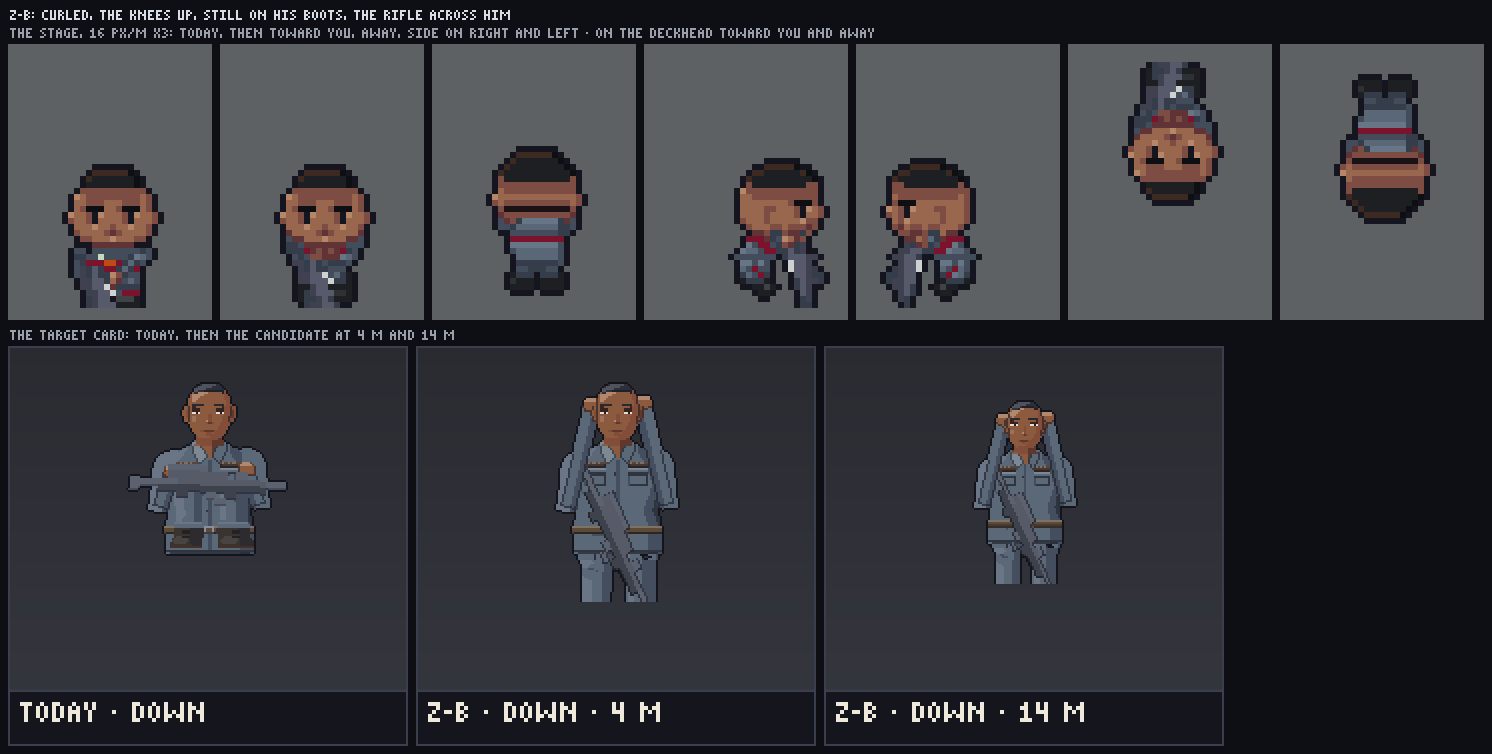 Z-B: CURLED, THE KNEES UP, STILL ON HIS BOOTS, THE RIFLE ACROSS HIM
THE STAGE, 16 PX/M X3: TODAY, THEN TOWARD YOU, AWAY, SIDE ON RIGHT AND LEFT · ON THE DECKHEAD TOWARD YOU AND AWAY
THE TARGET CARD: TODAY, THEN THE CANDIDATE AT 4 M AND 14 M
TODAY · DOWN
Z-B · DOWN · 4 M
Z-B · DOWN · 14 M